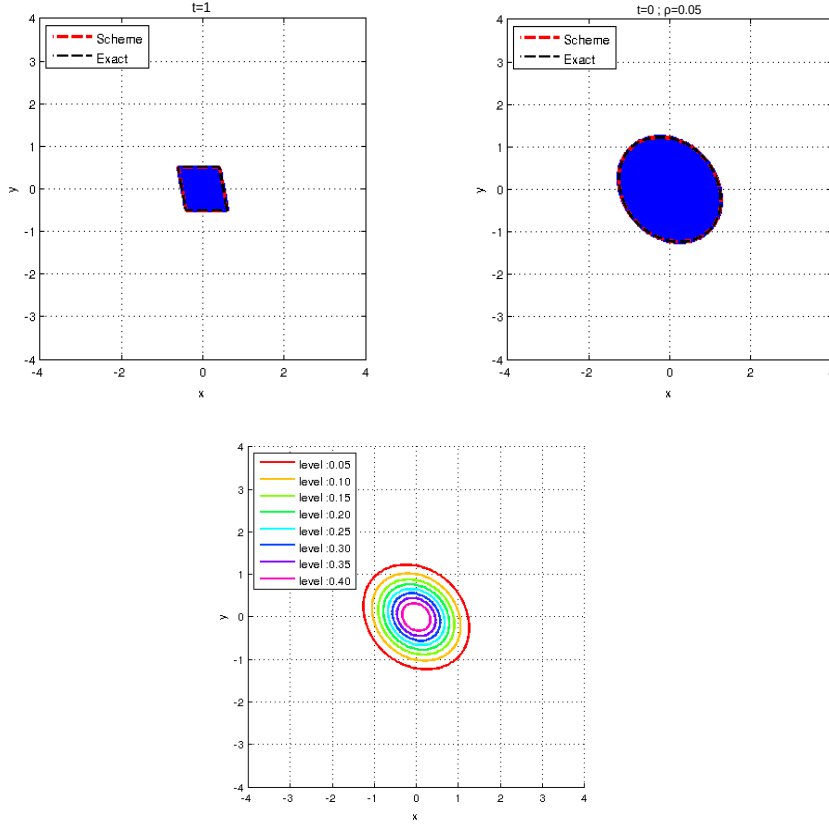 t=1
Scheme
Exact
4
3
2
1
0
-1
-2
-3
-4
y
-4
-2
0
2
4
x
t=0 ; ρ=0.05
Scheme
Exact
4
3
2
1
0
-1
-2
-3
-4
y
-4
-2
0
2
4
x
level :0.05
level :0.10
level :0.15
level :0.20
level :0.25
level :0.30
level :0.35
level :0.40
4
3
2
1
0
-1
-2
-3
-4
y
-4
-3
-2
-1
0
1
2
3
4
x